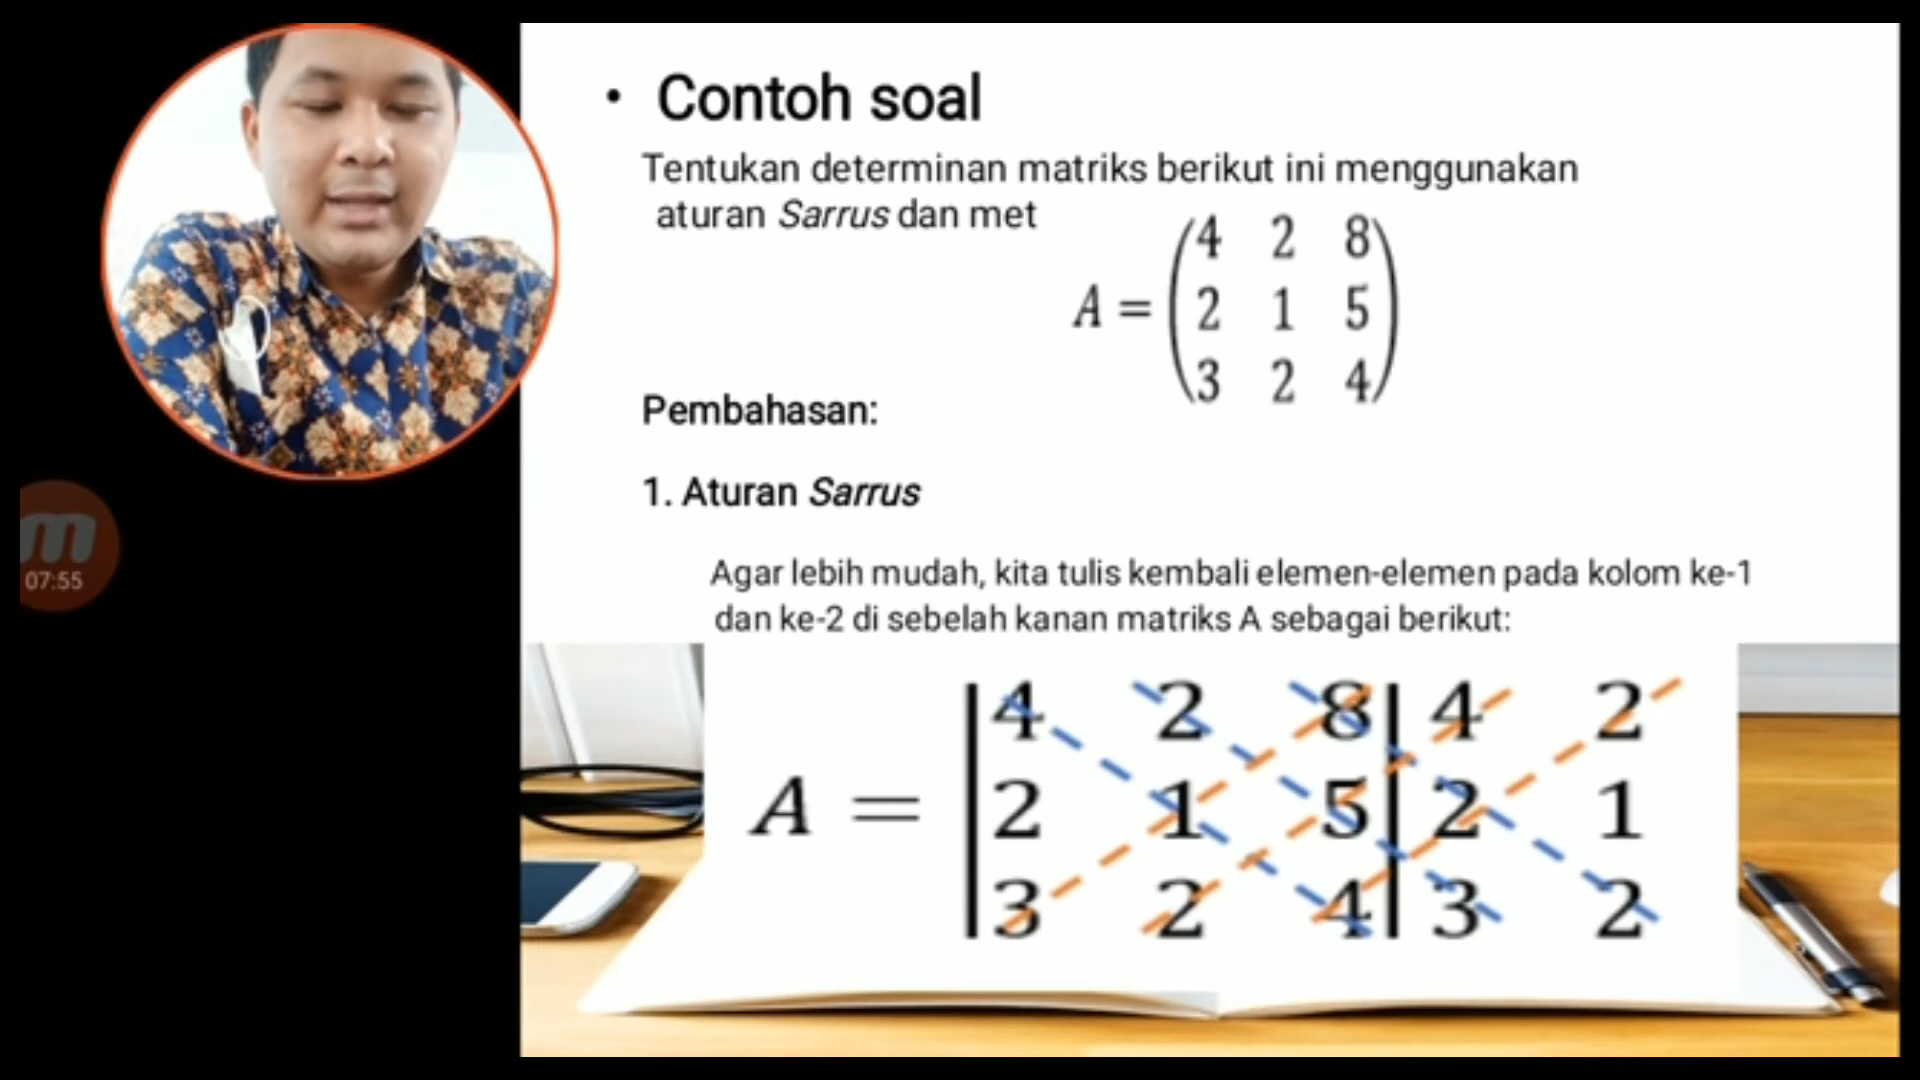 • Contoh soal
Tentukan determinan matriks berikut ini menggunakan
aturan Sarrus dan met
4 2 8
A = 2 1 5
3 2 4
Pembahasan:
1. Aturan Sarrus
m
07:55
Agar lebih mudah, kita tulis kembali elemen-elemen pada kolom ke-1
dan ke-2 di sebelah kanan matriks A sebagai berikut:
4 2 8 | 4 2
A = 2 1 5 | 2 1
3 2 4 | 3 2